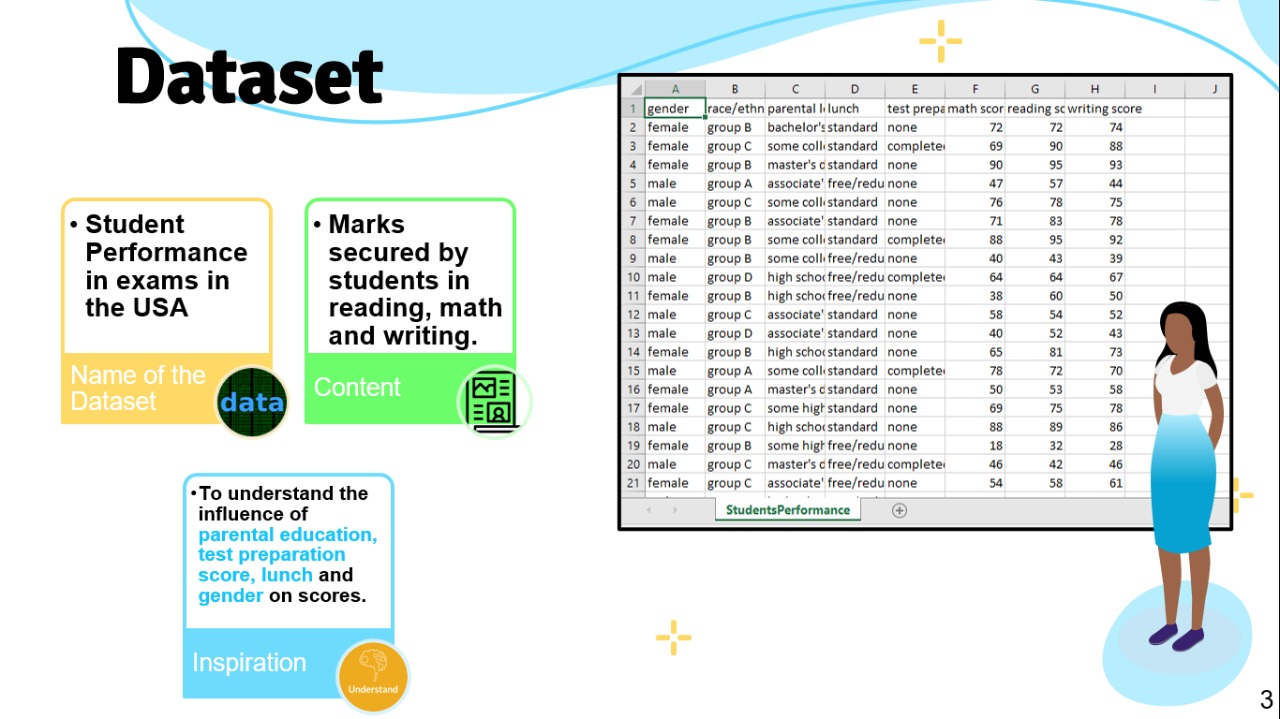 Dataset
• Student
Performance
in exams in
the USA
Name of the
Dataset
data
• Marks
secured by
students in
reading, math
and writing.
Content
•To understand the
influence of
parental education,
test preparation
score, lunch and
gender on scores.
Inspiration
Understand
A B C D E F G H I J
1 gender race/ethn parental l lunch test prepa math scor reading sc writing score
2 female group B bachelor's standard none 72 72 74
3 female group C some coll standard complete 69 90 88
4 female group B master's d standard none 90 95 93
5 male group A associate' free/redu none 47 57 44
6 male group C some coll standard none 76 78 75
7 female group B associate' standard none 71 83 78
8 female group B some coll standard complete 88 95 92
9 male group B some coll free/redu none 40 43 39
10 male group D high schoo free/redu complete 64 64 67
11 female group B high schoo free/redu none 38 60 50
12 male group C associate' standard none 58 54 52
13 male group D associate' standard none 40 52 43
14 female group B high schoo standard none 65 81 73
15 male group A some coll standard complete 78 72 70
16 female group A master's d standard none 50 53 58
17 female group C some high standard none 69 75 78
18 male group C high schoo standard none 88 89 86
19 female group B some high free/redu none 18 32 28
20 male group C master's d free/redu complete 46 42 46
21 female group C associate' free/redu none 54 58 61
StudentsPerformance
3